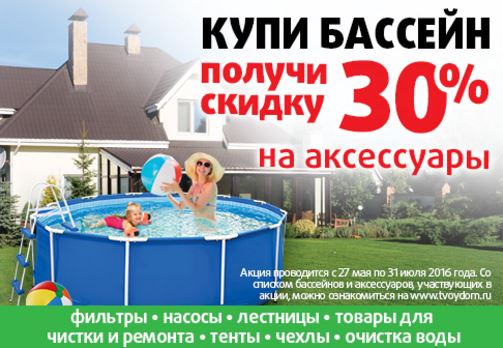 КУПИ БАССЕЙН
получи
скидку 30%
на аксессуары
Акция проводится с 27 мая по 31 июля 2016 года. Со
списком бассейнов и аксессуаров, участвующих в
акции, можно ознакомиться на www.tvoydom.ru
фильтры • насосы • лестницы • товары для
чистки и ремонта • тенты • чехлы • очистка воды